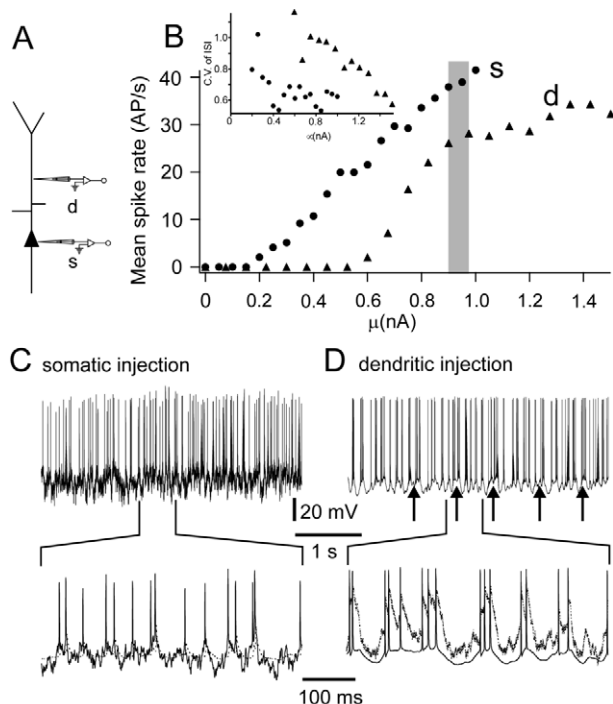 A
B
d
s
Mean spike rate (AP/s)
40
30
20
10
0
0.0 0.2 0.4 0.6 0.8 1.0 1.2 1.4
μ(nA)
s
d
C.V. of ISI
1.0
0.8
0.6
0 0.4 0.8 1.2
∝(nA)
C somatic injection
D dendritic injection
20 mV
1 s
100 ms